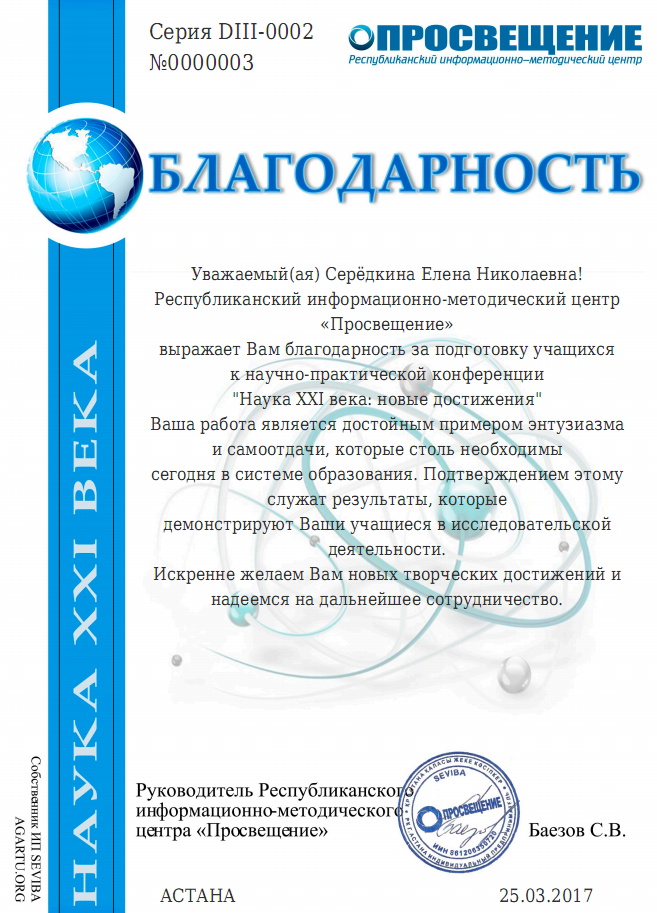 Серия DIII-0002
№0000003
ПРОСВЕЩЕНИЕ
Республиканский информационно-методический центр
БЛАГОДАРНОСТЬ
Уважаемый(ая) Серёдкина Елена Николаевна!
Республиканский информационно-методический центр
«Просвещение»
выражает Вам благодарность за подготовку учащихся
к научно-практической конференции
"Наука XXI века: новые достижения"
Ваша работа является достойным примером энтузиазма
и самоотдачи, которые столь необходимы
сегодня в системе образования. Подтверждением этому
служат результаты, которые
демонстрируют Ваши учащиеся в исследовательской
деятельности.
Искренне желаем Вам новых творческих достижений и
надеемся на дальнейшее сотрудничество.
НАУКА XXI ВЕКА
Собственник ИП SEVIBA
AGARTU.ORG
Руководитель Республиканского
информационно-методического
центра «Просвещение»
SEVIBA
ПРОСВЕЩЕНИЕ
Баезов С.В.
АСТАНА
25.03.2017